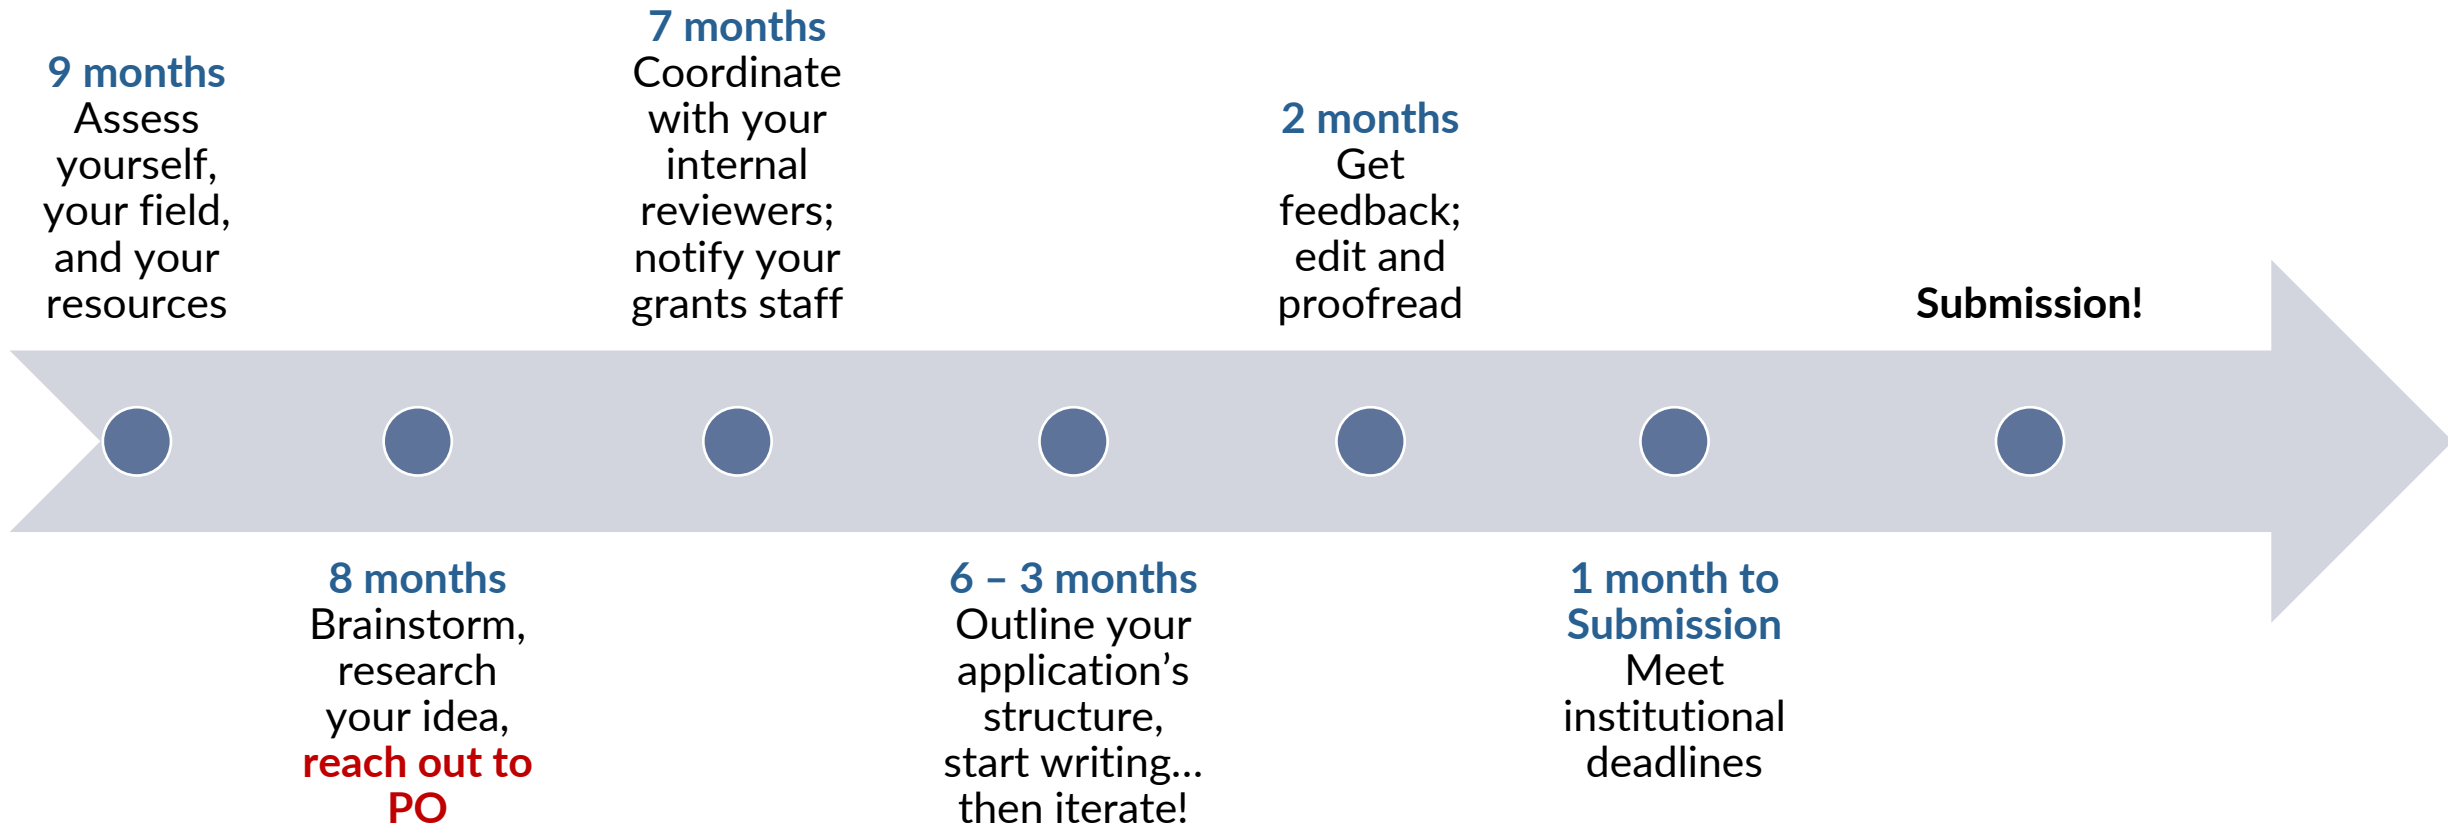 9 months
Assess
yourself,
your field,
and your
resources
8 months
Brainstorm,
research
your idea,
reach out to
PO
7 months
Coordinate
with your
internal
reviewers;
notify your
grants staff
6 – 3 months
Outline your
application’s
structure,
start writing…
then iterate!
2 months
Get
feedback;
edit and
proofread
1 month to
Submission
Meet
institutional
deadlines
Submission!